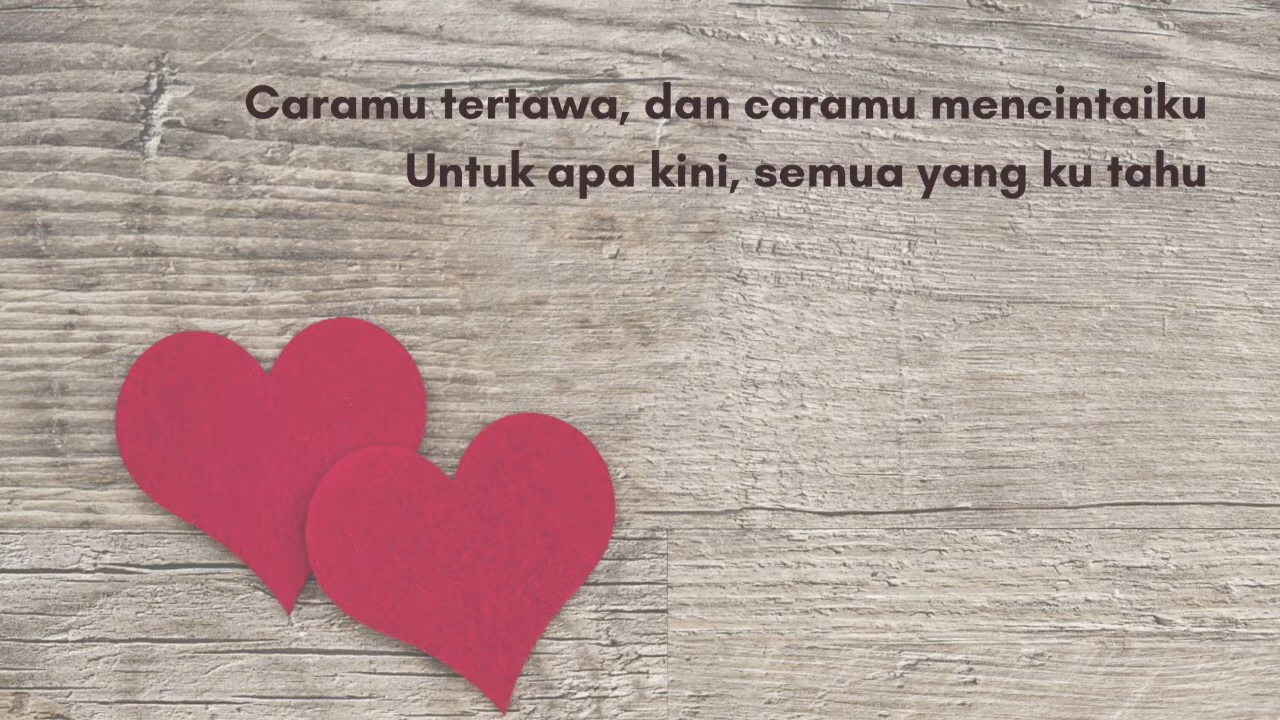 Caramu tertawa, dan caramu mencintaiku
Untuk apa kini, semua yang ku tahu